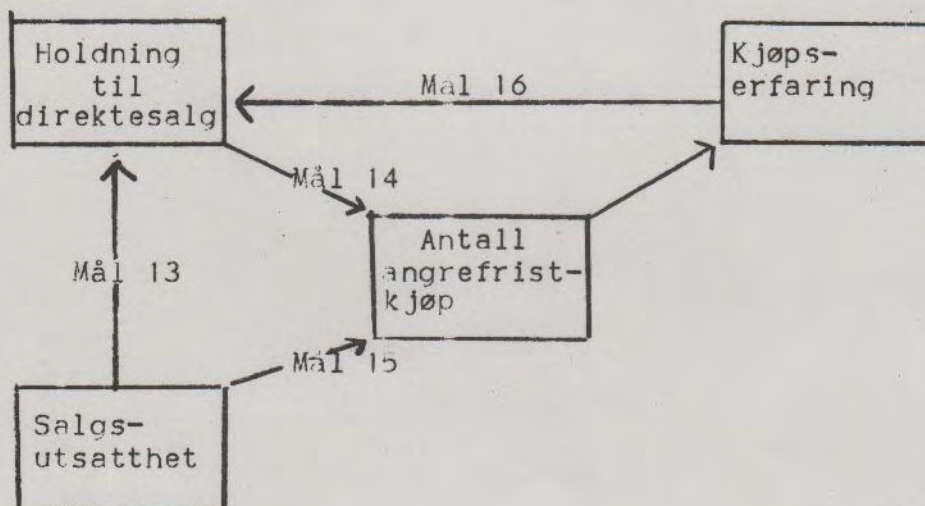 Holdning
til
direktesalg
Kjøps-
erfaring
Mål 16
Mål 14
Antall
angrefrist-
kjøp
Mål 13
Mål 15
Salgs-
utsatthet